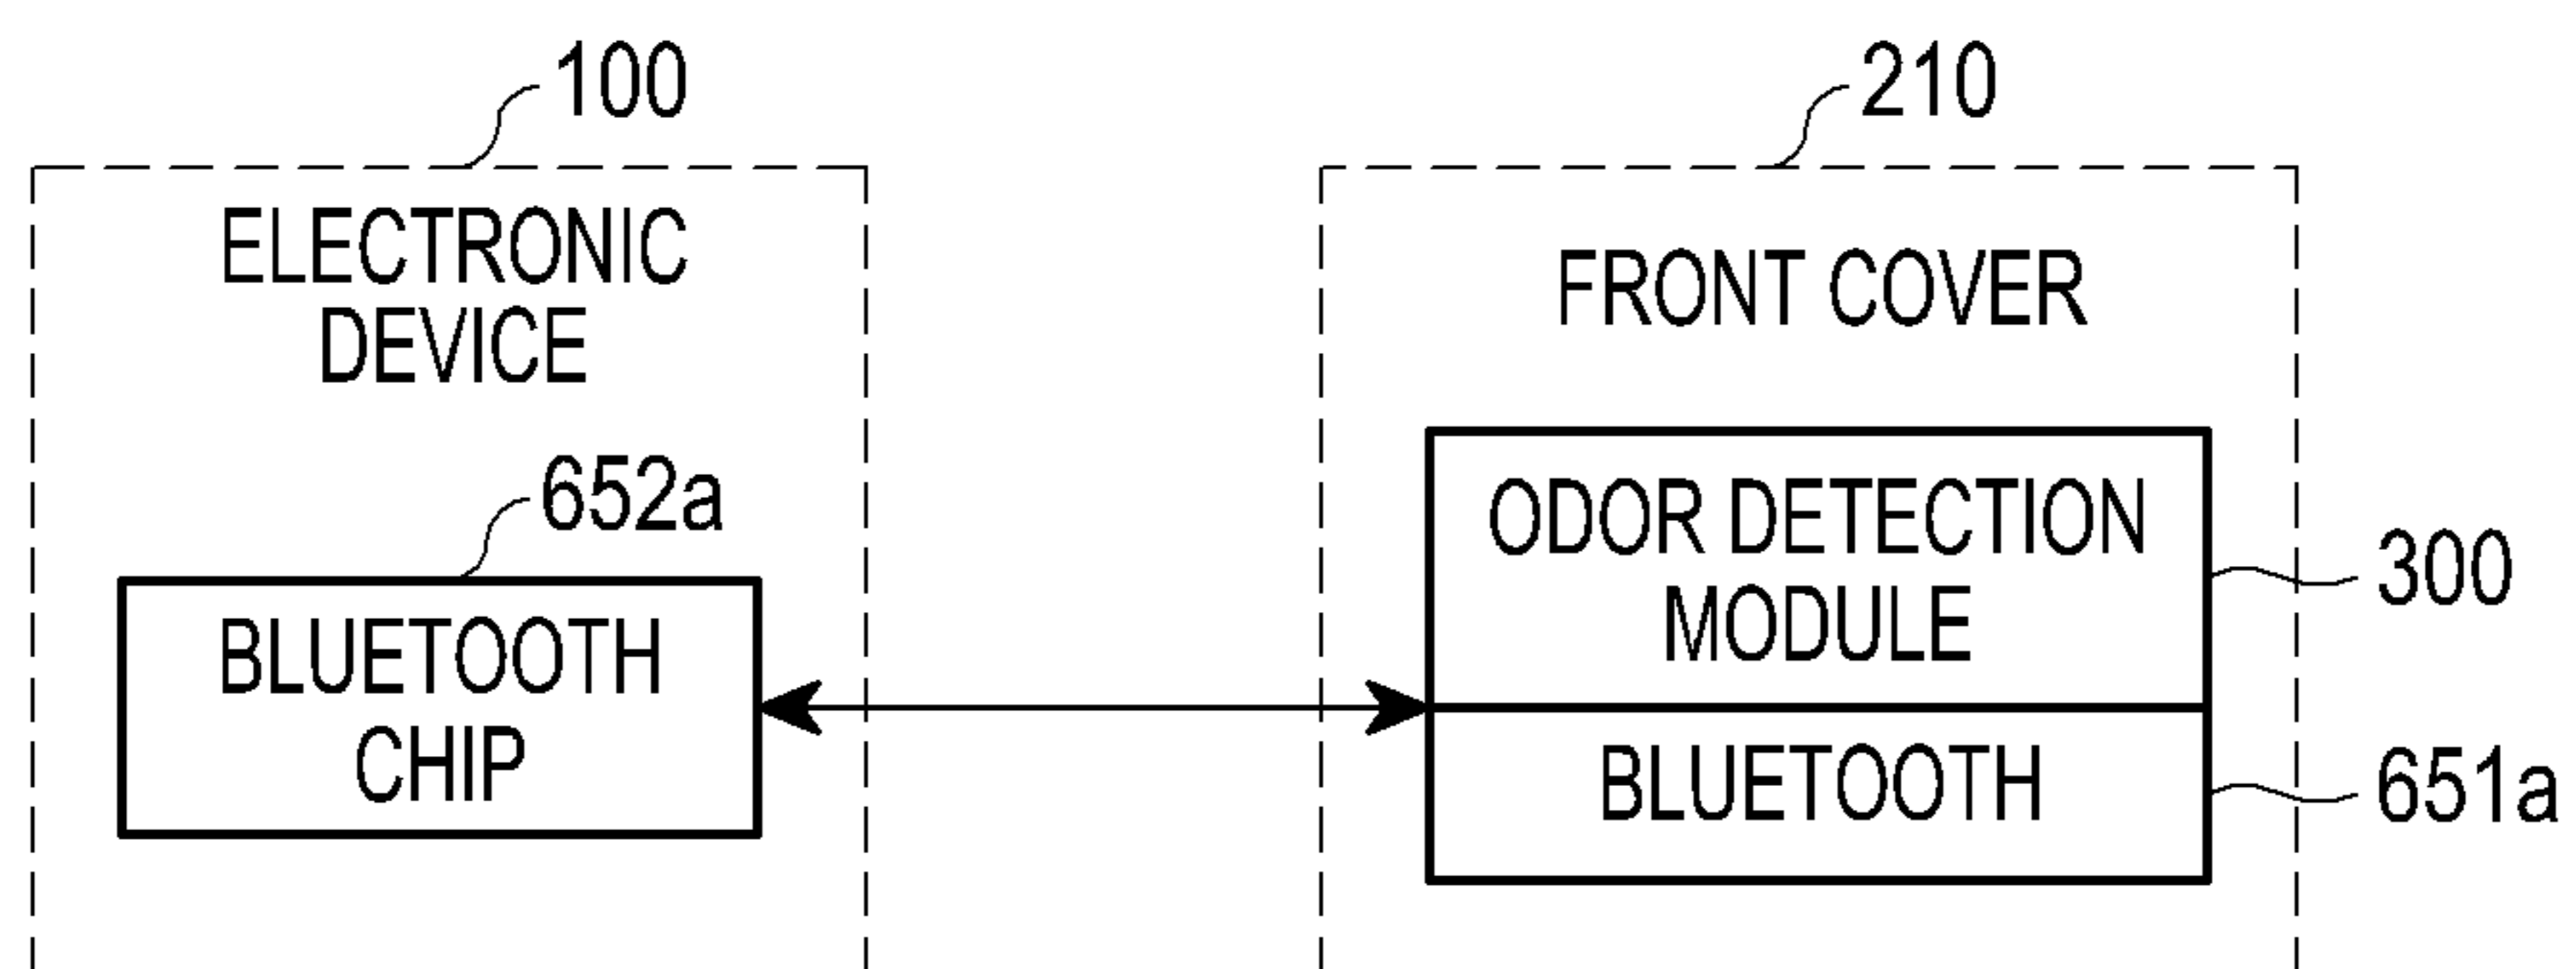 100
210
ELECTRONIC
DEVICE
FRONT COVER
652a
BLUETOOTH
CHIP
ODOR DETECTION
MODULE
300
BLUETOOTH
651a